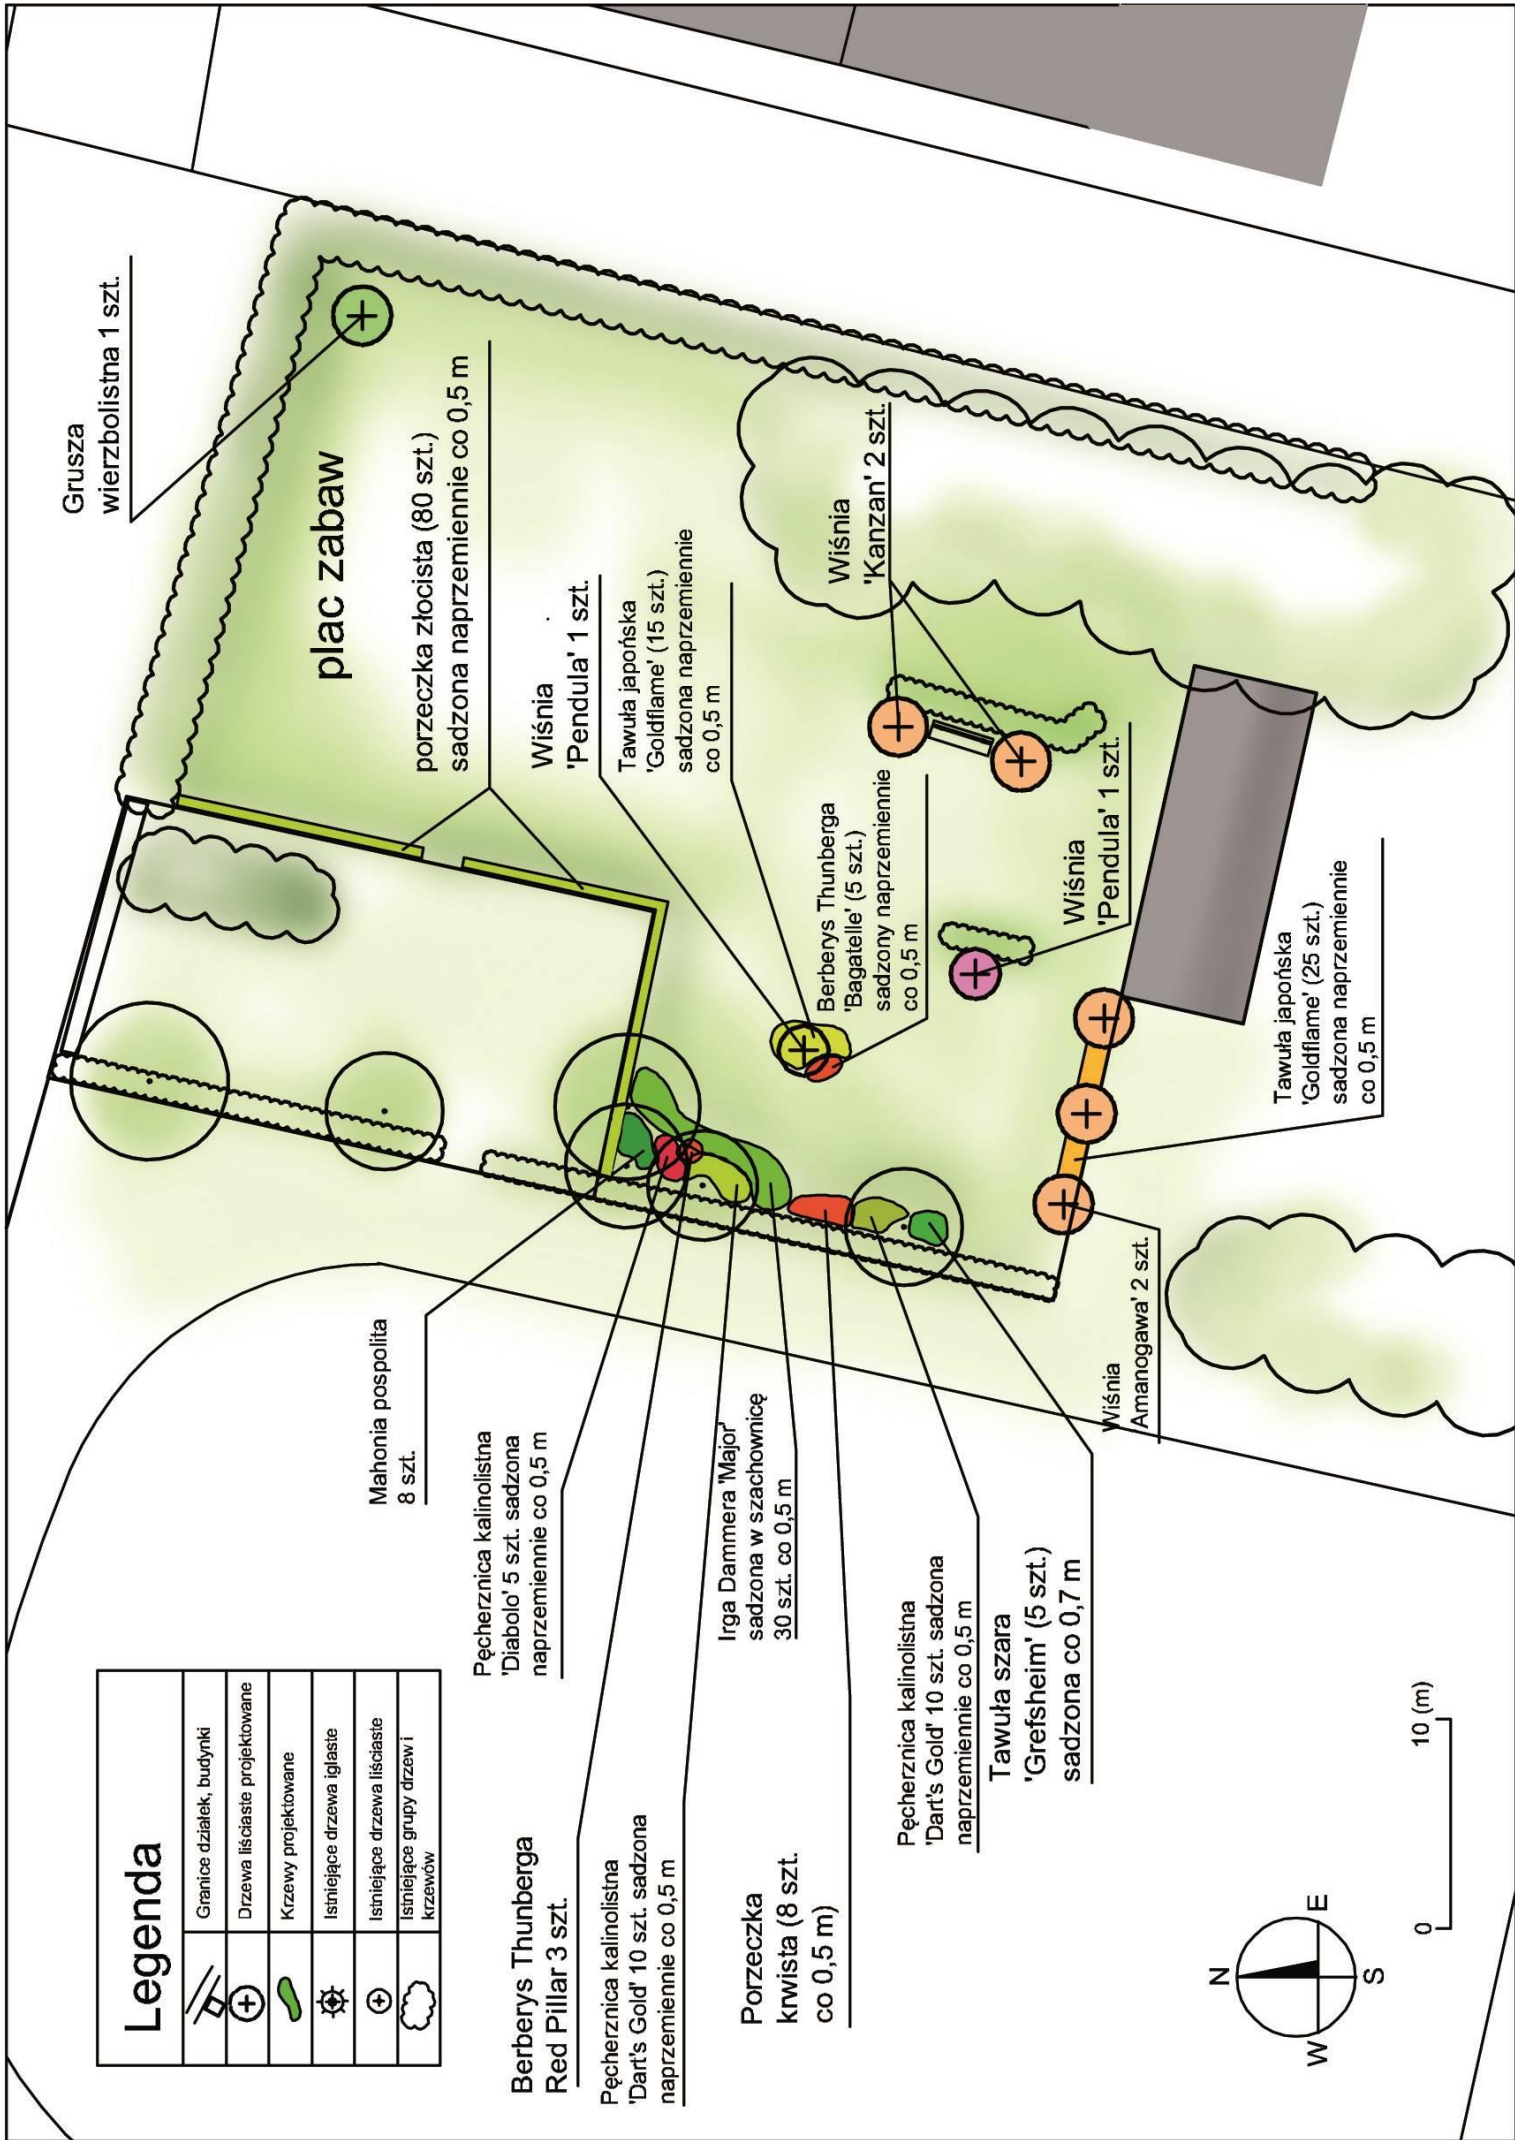 Legenda
Granice działek, budynki
Drzewa liściaste projektowane
Krzewy projektowane
Istniejące drzewa iglaste
Istniejące drzewa liściaste
Istniejące grupy drzew i
krzewów
Grusza
wierzbolistna 1 szt.
plac zabaw
porzeczka złocista (80 szt.)
sadzona naprzemiennie co 0,5 m
Wiśnia
'Pendula' 1 szt.
Tawuła japońska
'Goldflame' (15 szt.)
sadzona naprzemiennie
co 0,5 m
Wiśnia
'Kanzan' 2 szt.
Berberys Thunberga
'Bagatelle' (5 szt.)
sadzony naprzemiennie
co 0,5 m
Wiśnia
'Pendula' 1 szt.
Tawuła japońska
'Goldflame' (25 szt.)
sadzona naprzemiennie
co 0,5 m
Mahonia pospolita
8 szt.
Pęcherznica kalinolistna
'Diabolo' 5 szt. sadzona
naprzemiennie co 0,5 m
Berberys Thunberga
Red Pillar 3 szt.
Pęcherznica kalinolistna
'Dart's Gold' 10 szt. sadzona
naprzemiennie co 0,5 m
Irga Dammera 'Major'
sadzona w szachownicę
30 szt. co 0,5 m
Porzeczka
krwista (8 szt.
co 0,5 m)
Pęcherznica kalinolistna
'Dart's Gold' 10 szt. sadzona
naprzemiennie co 0,5 m
Tawuła szara
'Grefsheim' (5 szt.)
sadzona co 0,7 m
Wiśnia
Amanogawa' 2 szt.
N
W E
S
0 10 (m)